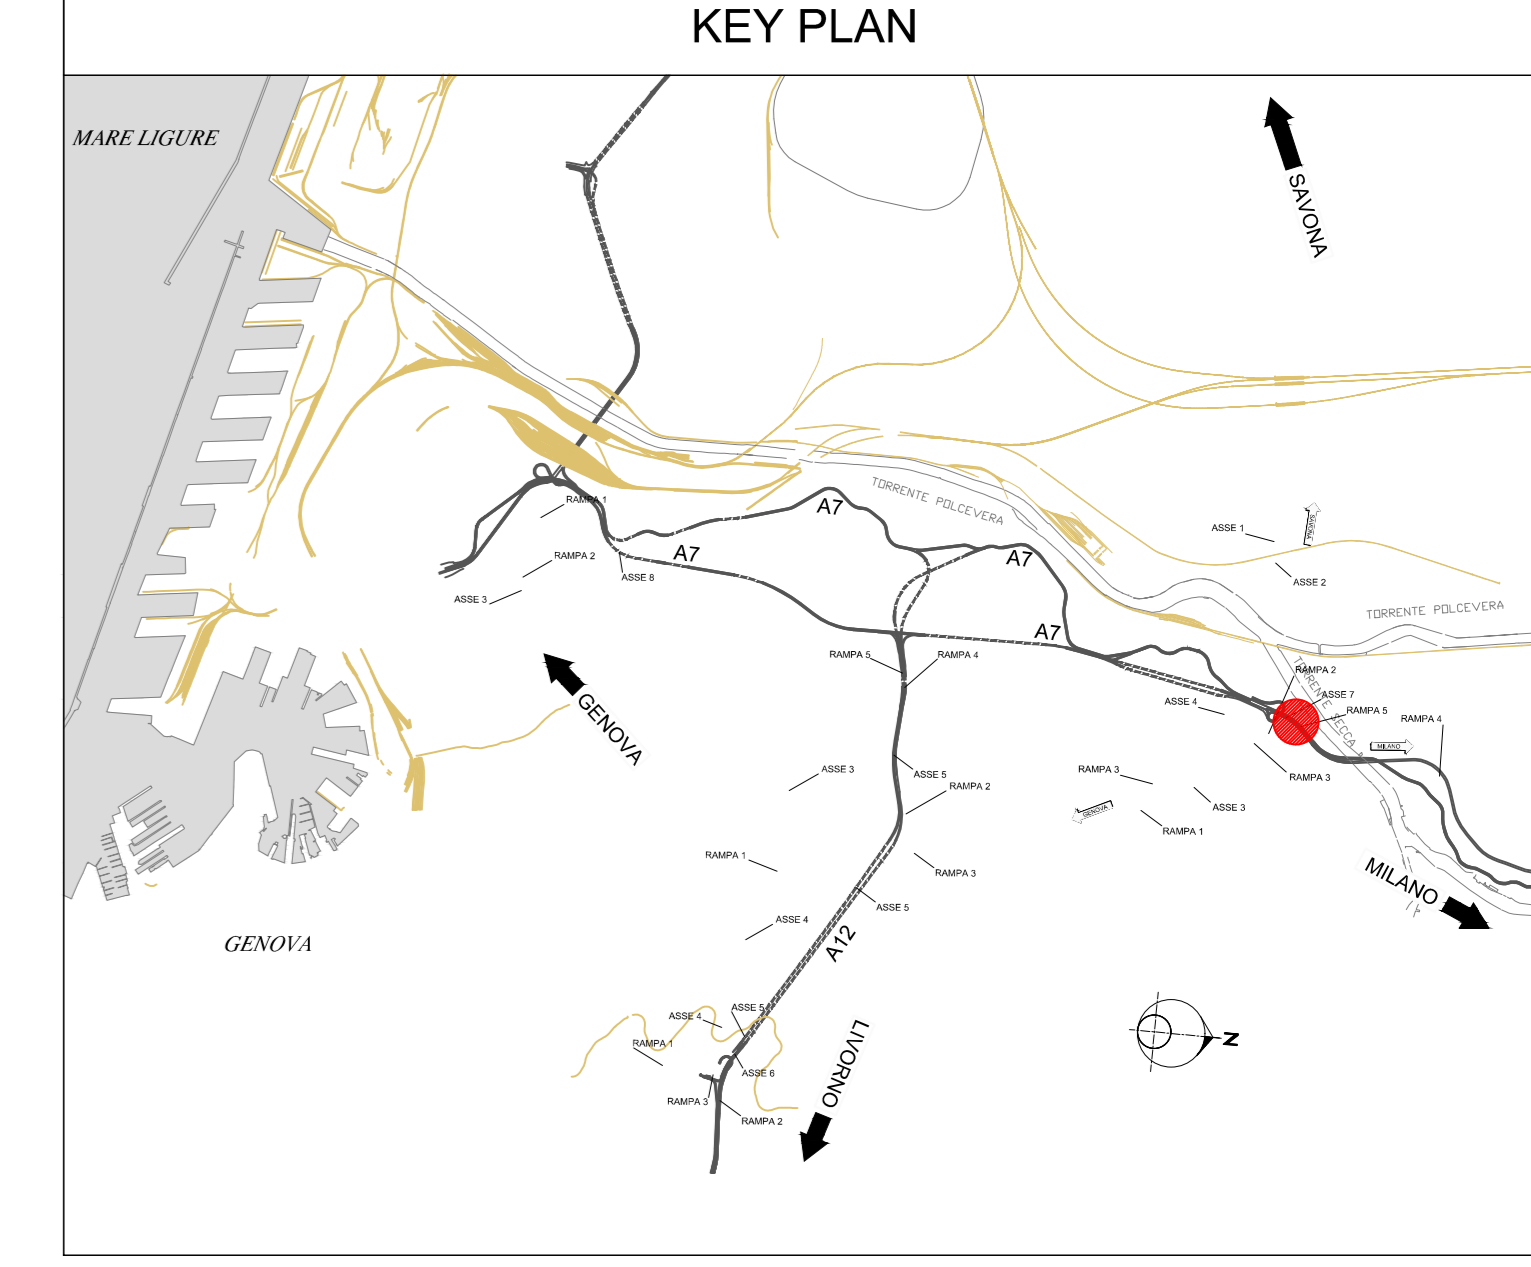 KEY PLAN
MARE LIGURE
SAVONA
TORRENTE POLCEVERA
RAMPA 1
A7
A7
A7
A7
RAMPA 2
ASSE 8
ASSE 3
ASSE 1
SAVONA
ASSE 2
TORRENTE POLCEVERA
RAMPA 5
RAMPA 4
TORRENTE SECCA
RAMPA 2
ASSE 7
ASSE 4
RAMPA 5
RAMPA 4
MILANO
GENOVA
ASSE 3
ASSE 5
RAMPA 2
RAMPA 3
RAMPA 3
ASSE 3
GENOVA
RAMPA 1
RAMPA 1
RAMPA 3
MILANO
ASSE 5
ASSE 4
A12
GENOVA
ASSE 5
ASSE 4
RAMPA 1
ASSE 6
RAMPA 3
RAMPA 2
LIVORNO
N